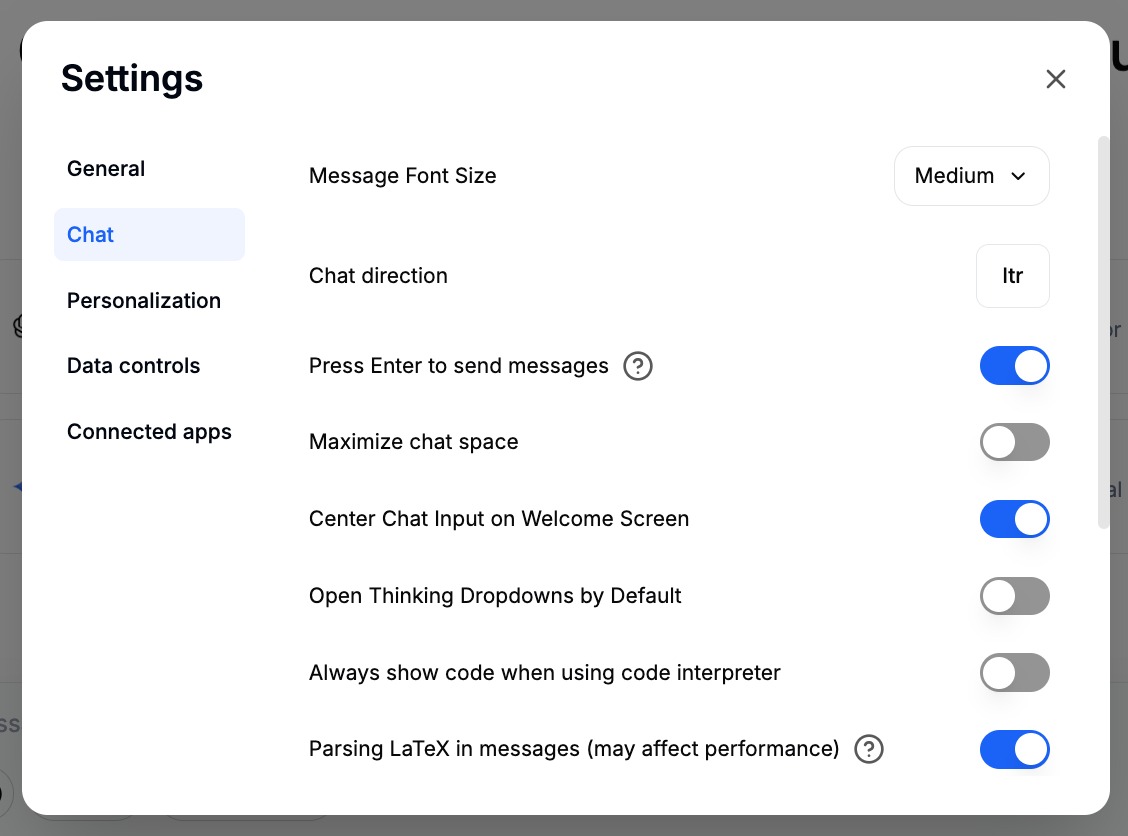 Settings
General
Chat
Personalization
Data controls
Connected apps
Message Font Size
Medium
Chat direction
ltr
Press Enter to send messages
?
Maximize chat space
Center Chat Input on Welcome Screen
Open Thinking Dropdowns by Default
Always show code when using code interpreter
Parsing LaTeX in messages (may affect performance)
?